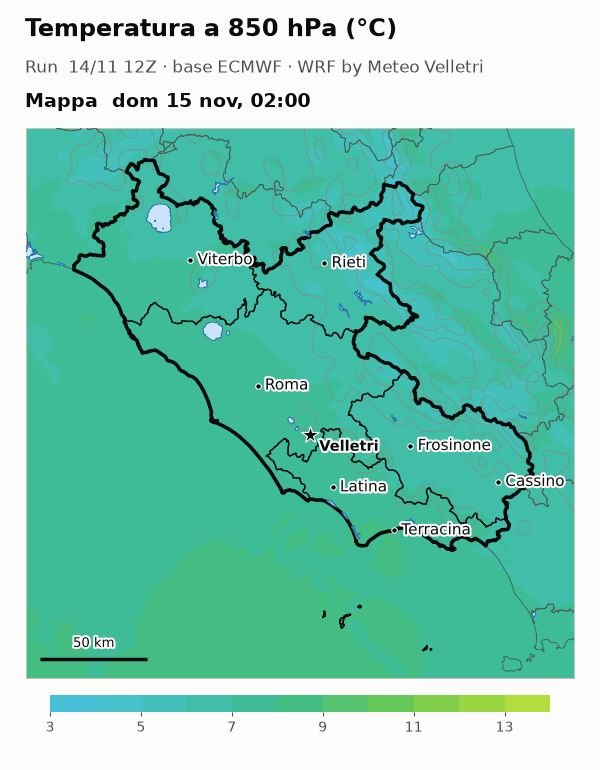 Temperatura a 850 hPa (°C)
Run  14/11 12Z · base ECMWF · WRF by Meteo Velletri
Mappa  dom 15 nov, 02:00
Viterbo
Rieti
Roma
Velletri
Frosinone
Cassino
Latina
Terracina
50 km
3 5 7 9 11 13